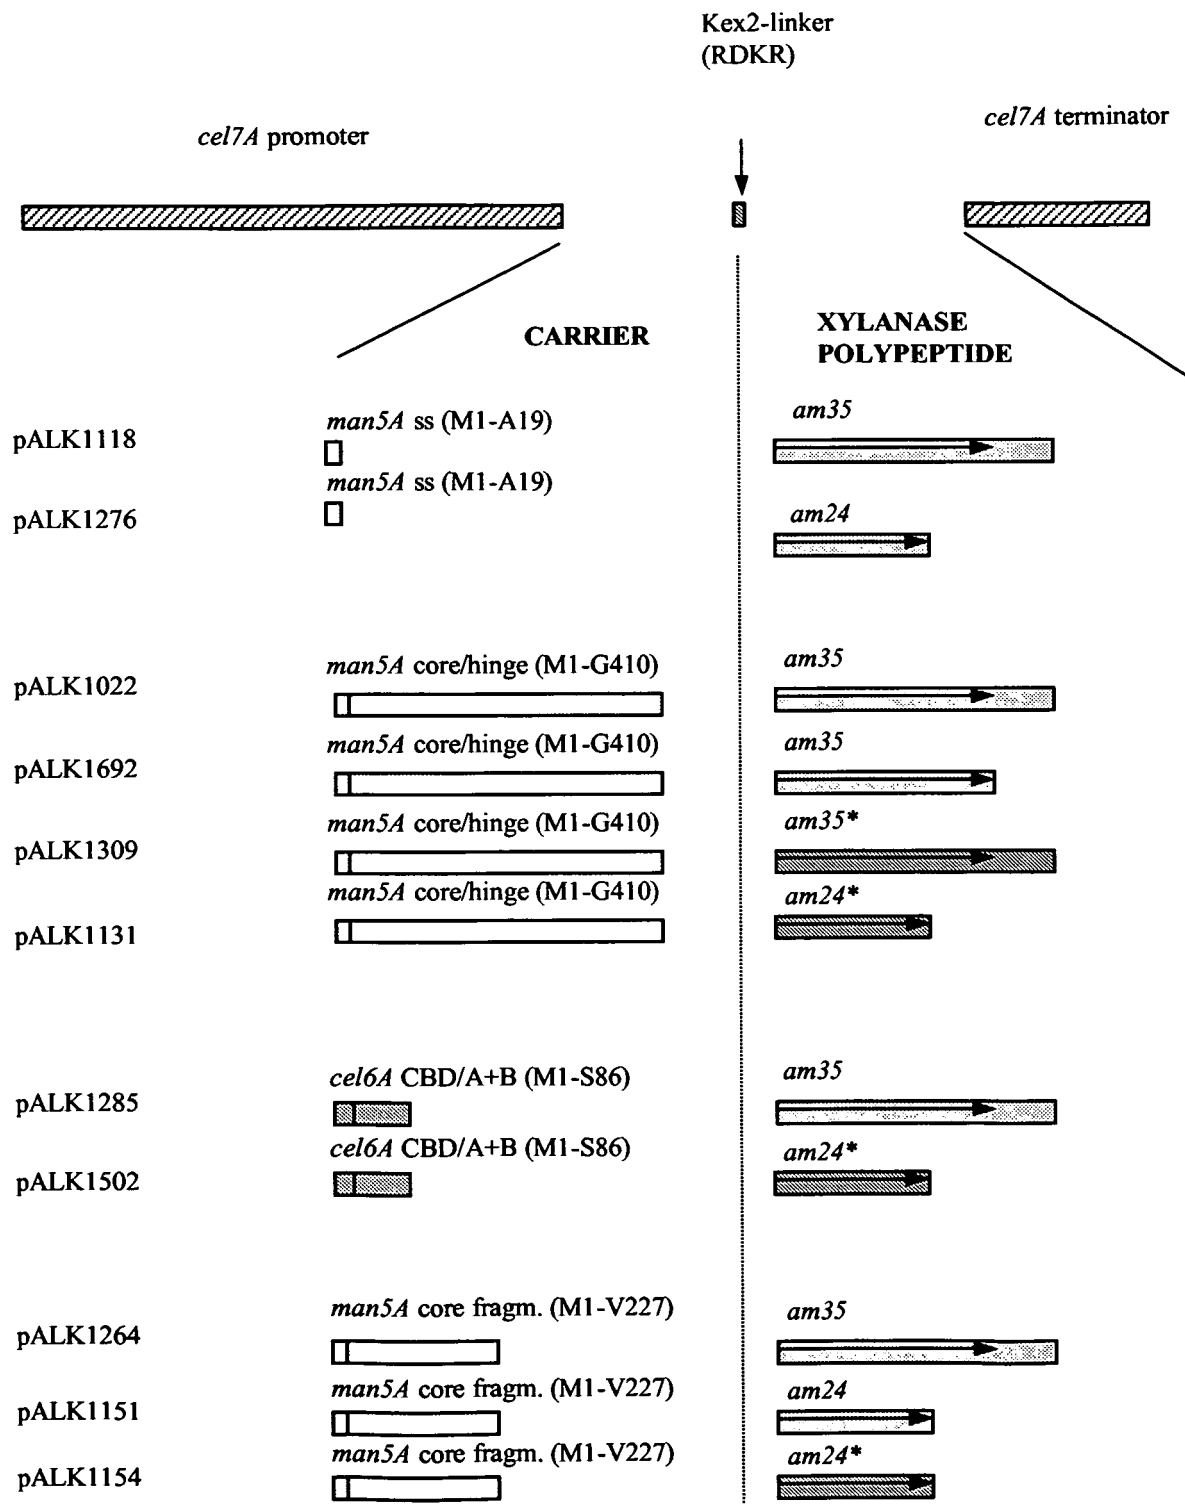 Kex2-linker
(RDKR)
cel7A promoter
cel7A terminator
CARRIER
XYLANASE
POLYPEPTIDE
pALK1118
man5A ss (M1-A19)
am35
pALK1276
man5A ss (M1-A19)
am24
pALK1022
man5A core/hinge (M1-G410)
am35
pALK1692
man5A core/hinge (M1-G410)
am35
pALK1309
man5A core/hinge (M1-G410)
am35*
pALK1131
man5A core/hinge (M1-G410)
am24*
pALK1285
cel6A CBD/A+B (M1-S86)
am35
pALK1502
cel6A CBD/A+B (M1-S86)
am24*
pALK1264
man5A core fragm. (M1-V227)
am35
pALK1151
man5A core fragm. (M1-V227)
am24
pALK1154
man5A core fragm. (M1-V227)
am24*